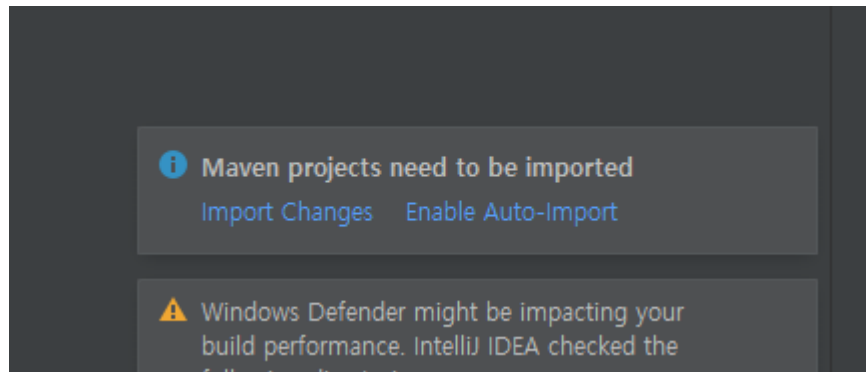 Maven projects need to be imported
Import Changes Enable Auto-Import
Windows Defender might be impacting your
build performance. IntelliJ IDEA checked the